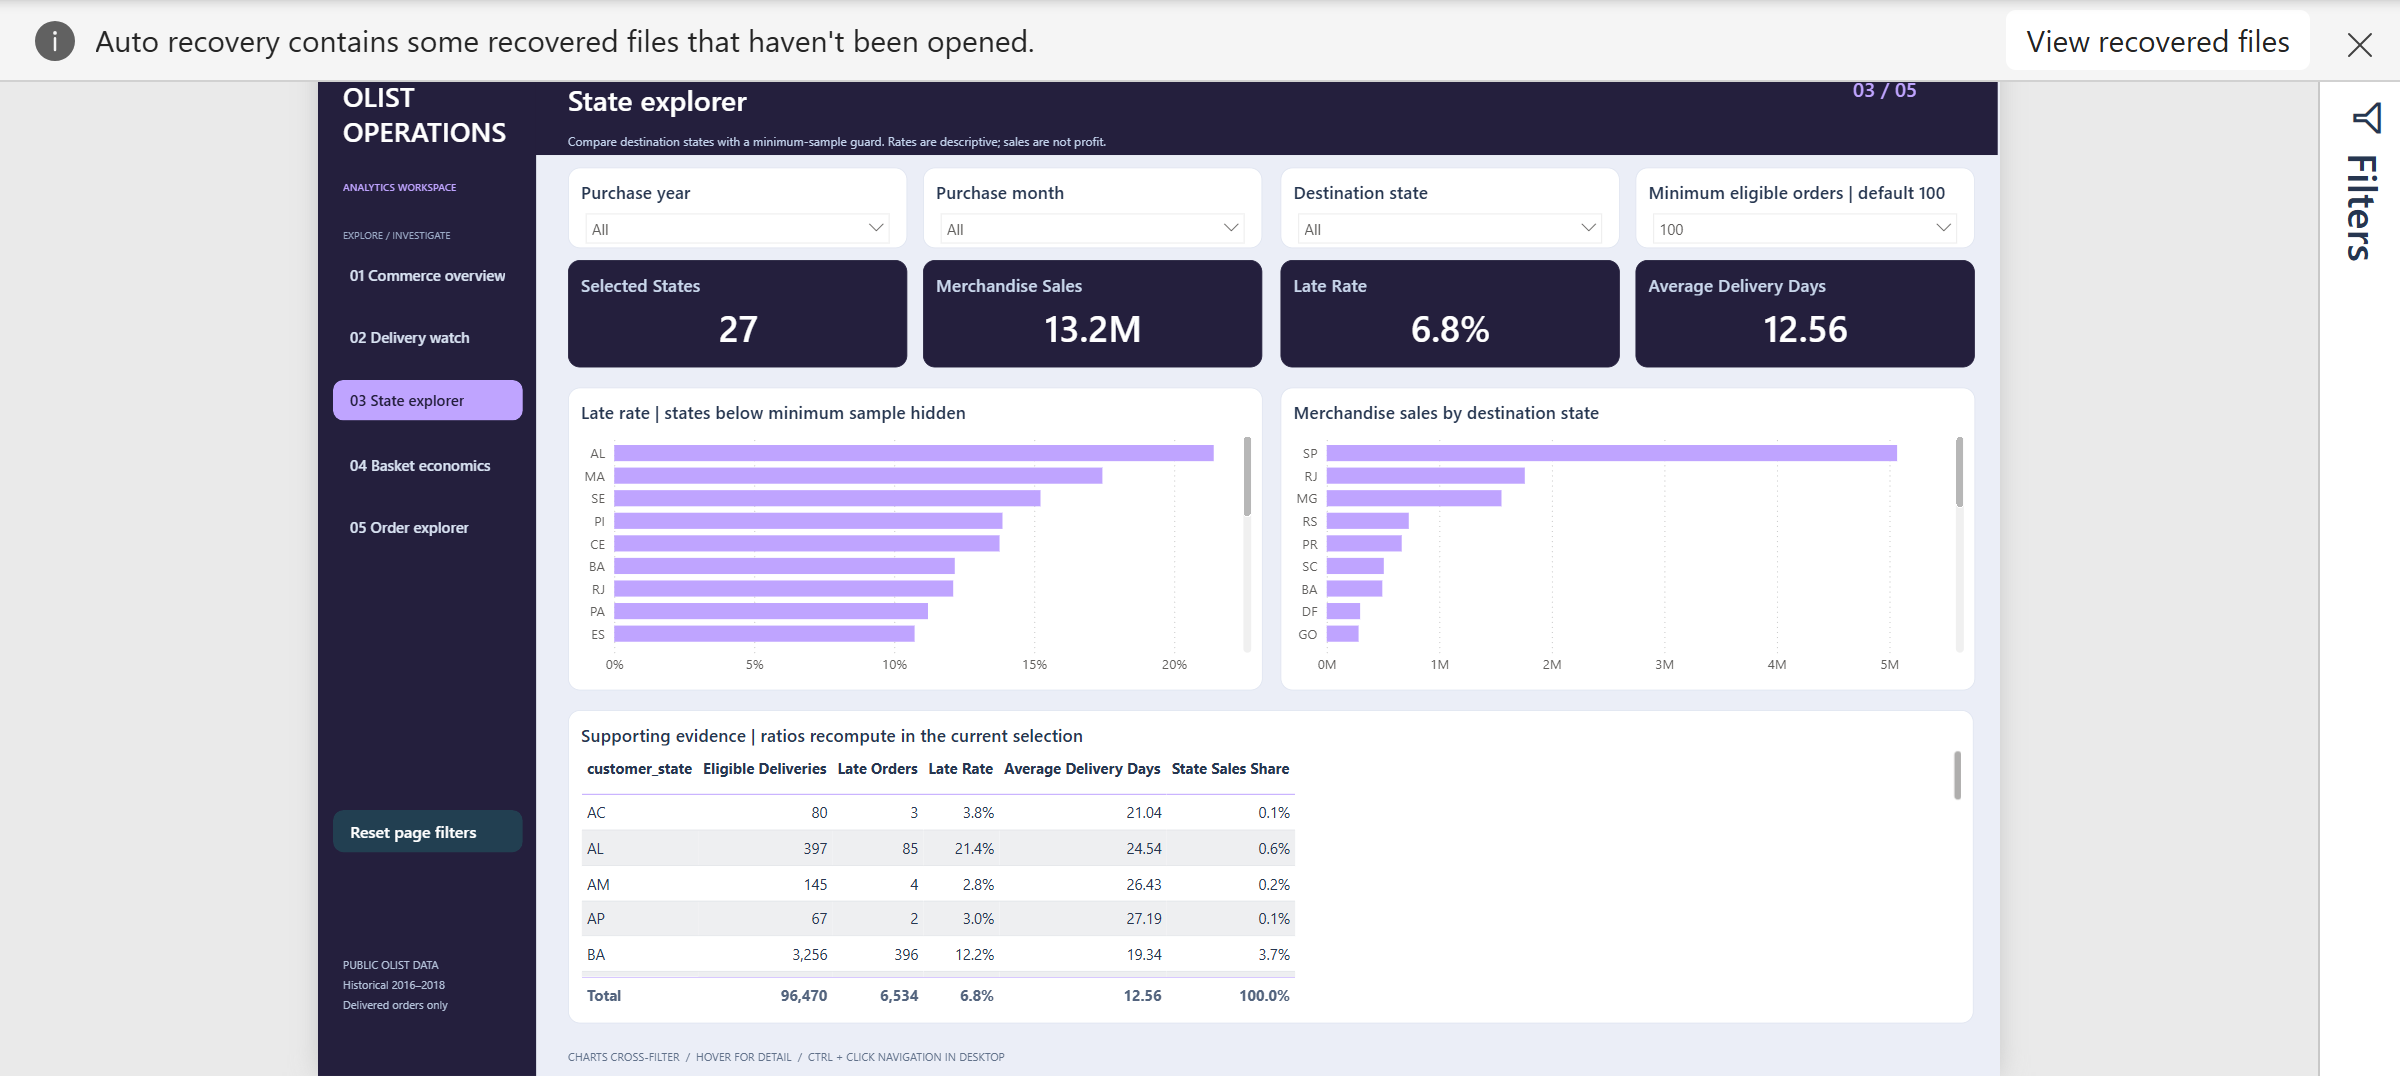 Auto recovery contains some recovered files that haven't been opened.
View recovered files
OLIST
OPERATIONS
ANALYTICS WORKSPACE
EXPLORE / INVESTIGATE
01 Commerce overview
02 Delivery watch
03 State explorer
04 Basket economics
05 Order explorer
Reset page filters
PUBLIC OLIST DATA
Historical 2016–2018
Delivered orders only
State explorer
03 / 05
Compare destination states with a minimum-sample guard. Rates are descriptive; sales are not profit.
Purchase year
All
Purchase month
All
Destination state
All
Minimum eligible orders | default 100
100
Selected States
27
Merchandise Sales
13.2M
Late Rate
6.8%
Average Delivery Days
12.56
Late rate | states below minimum sample hidden
AL
MA
SE
PI
CE
BA
RJ
PA
ES
0% 5% 10% 15% 20%
Merchandise sales by destination state
SP
RJ
MG
RS
PR
SC
BA
DF
GO
0M 1M 2M 3M 4M 5M
Supporting evidence | ratios recompute in the current selection
customer_state Eligible Deliveries Late Orders Late Rate Average Delivery Days State Sales Share
AC 80 3 3.8% 21.04 0.1%
AL 397 85 21.4% 24.54 0.6%
AM 145 4 2.8% 26.43 0.2%
AP 67 2 3.0% 27.19 0.1%
BA 3,256 396 12.2% 19.34 3.7%
Total 96,470 6,534 6.8% 12.56 100.0%
CHARTS CROSS-FILTER / HOVER FOR DETAIL / CTRL + CLICK NAVIGATION IN DESKTOP
Filters